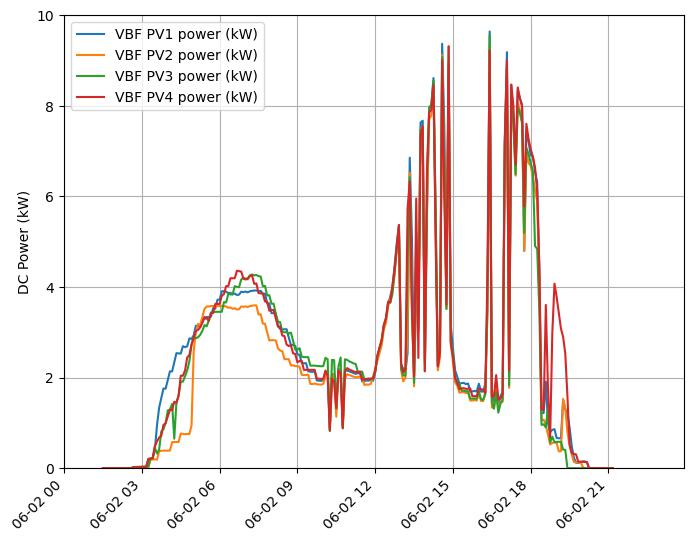 VBF PV1 power (kW)
VBF PV2 power (kW)
VBF PV3 power (kW)
VBF PV4 power (kW)
DC Power (kW)
10
8
6
4
2
0
06-02 00
06-02 03
06-02 06
06-02 09
06-02 12
06-02 15
06-02 18
06-02 21